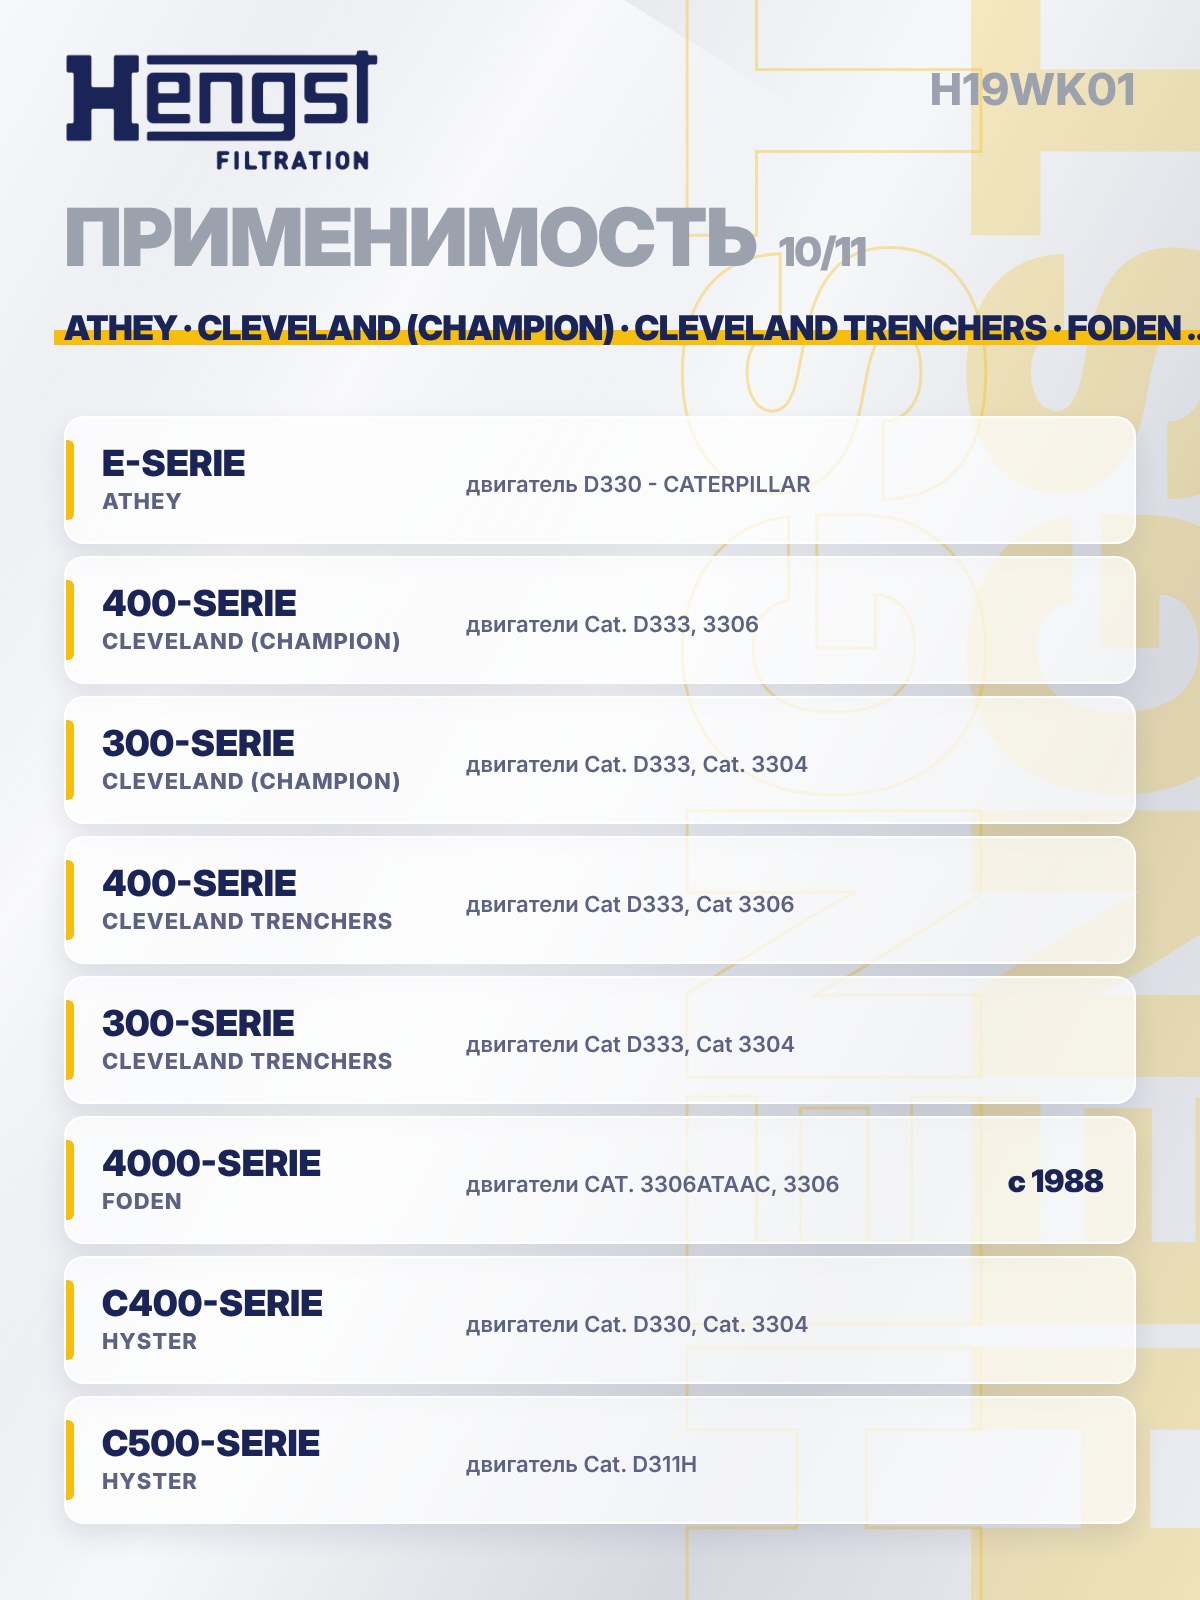 Hengst
FILTRATION
H19WK01
ПРИМЕНИМОСТЬ 10/11
ATHEY · CLEVELAND (CHAMPION) · CLEVELAND TRENCHERS · FODEN ...
E-SERIE
ATHEY
двигатель D330 - CATERPILLAR
400-SERIE
CLEVELAND (CHAMPION)
двигатели Cat. D333, 3306
300-SERIE
CLEVELAND (CHAMPION)
двигатели Cat. D333, Cat. 3304
400-SERIE
CLEVELAND TRENCHERS
двигатели Cat D333, Cat 3306
300-SERIE
CLEVELAND TRENCHERS
двигатели Cat D333, Cat 3304
4000-SERIE
FODEN
двигатели CAT. 3306ATAAC, 3306
с 1988
C400-SERIE
HYSTER
двигатели Cat. D330, Cat. 3304
C500-SERIE
HYSTER
двигатель Cat. D311H
HENGST
HENGST